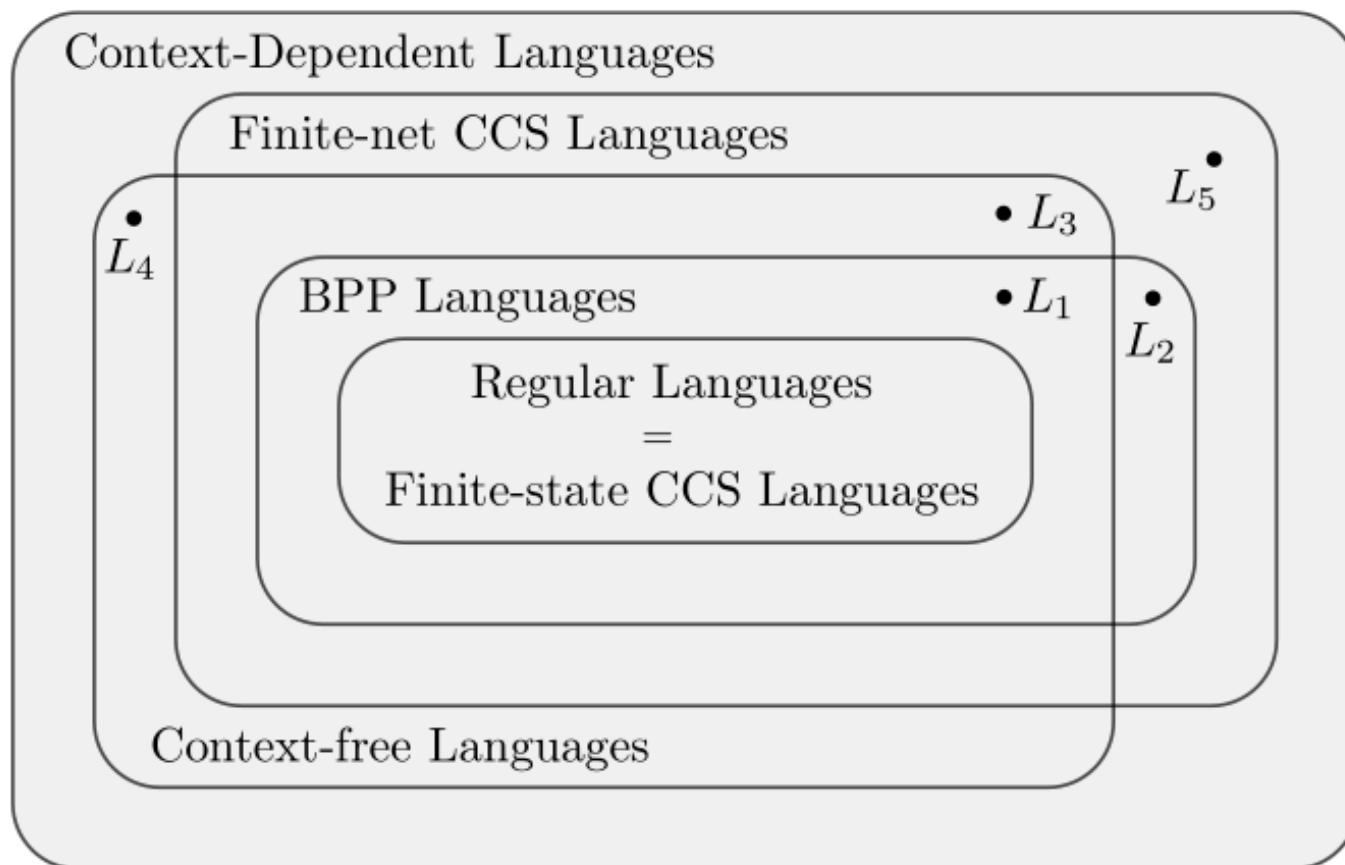 Context-Dependent Languages
Finite-net CCS Languages
L₅
L₃
L₄
BPP Languages
L₁
L₂
Regular Languages
=
Finite-state CCS Languages
Context-free Languages